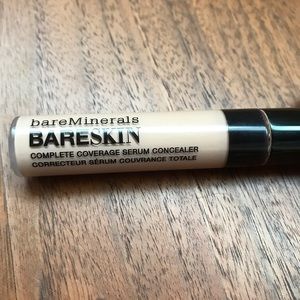 bareMinerals
BARESKIN
COMPLETE COVERAGE SERUM CONCEALER
CORRECTEUR SÉRUM COUVRANCE TOTALE